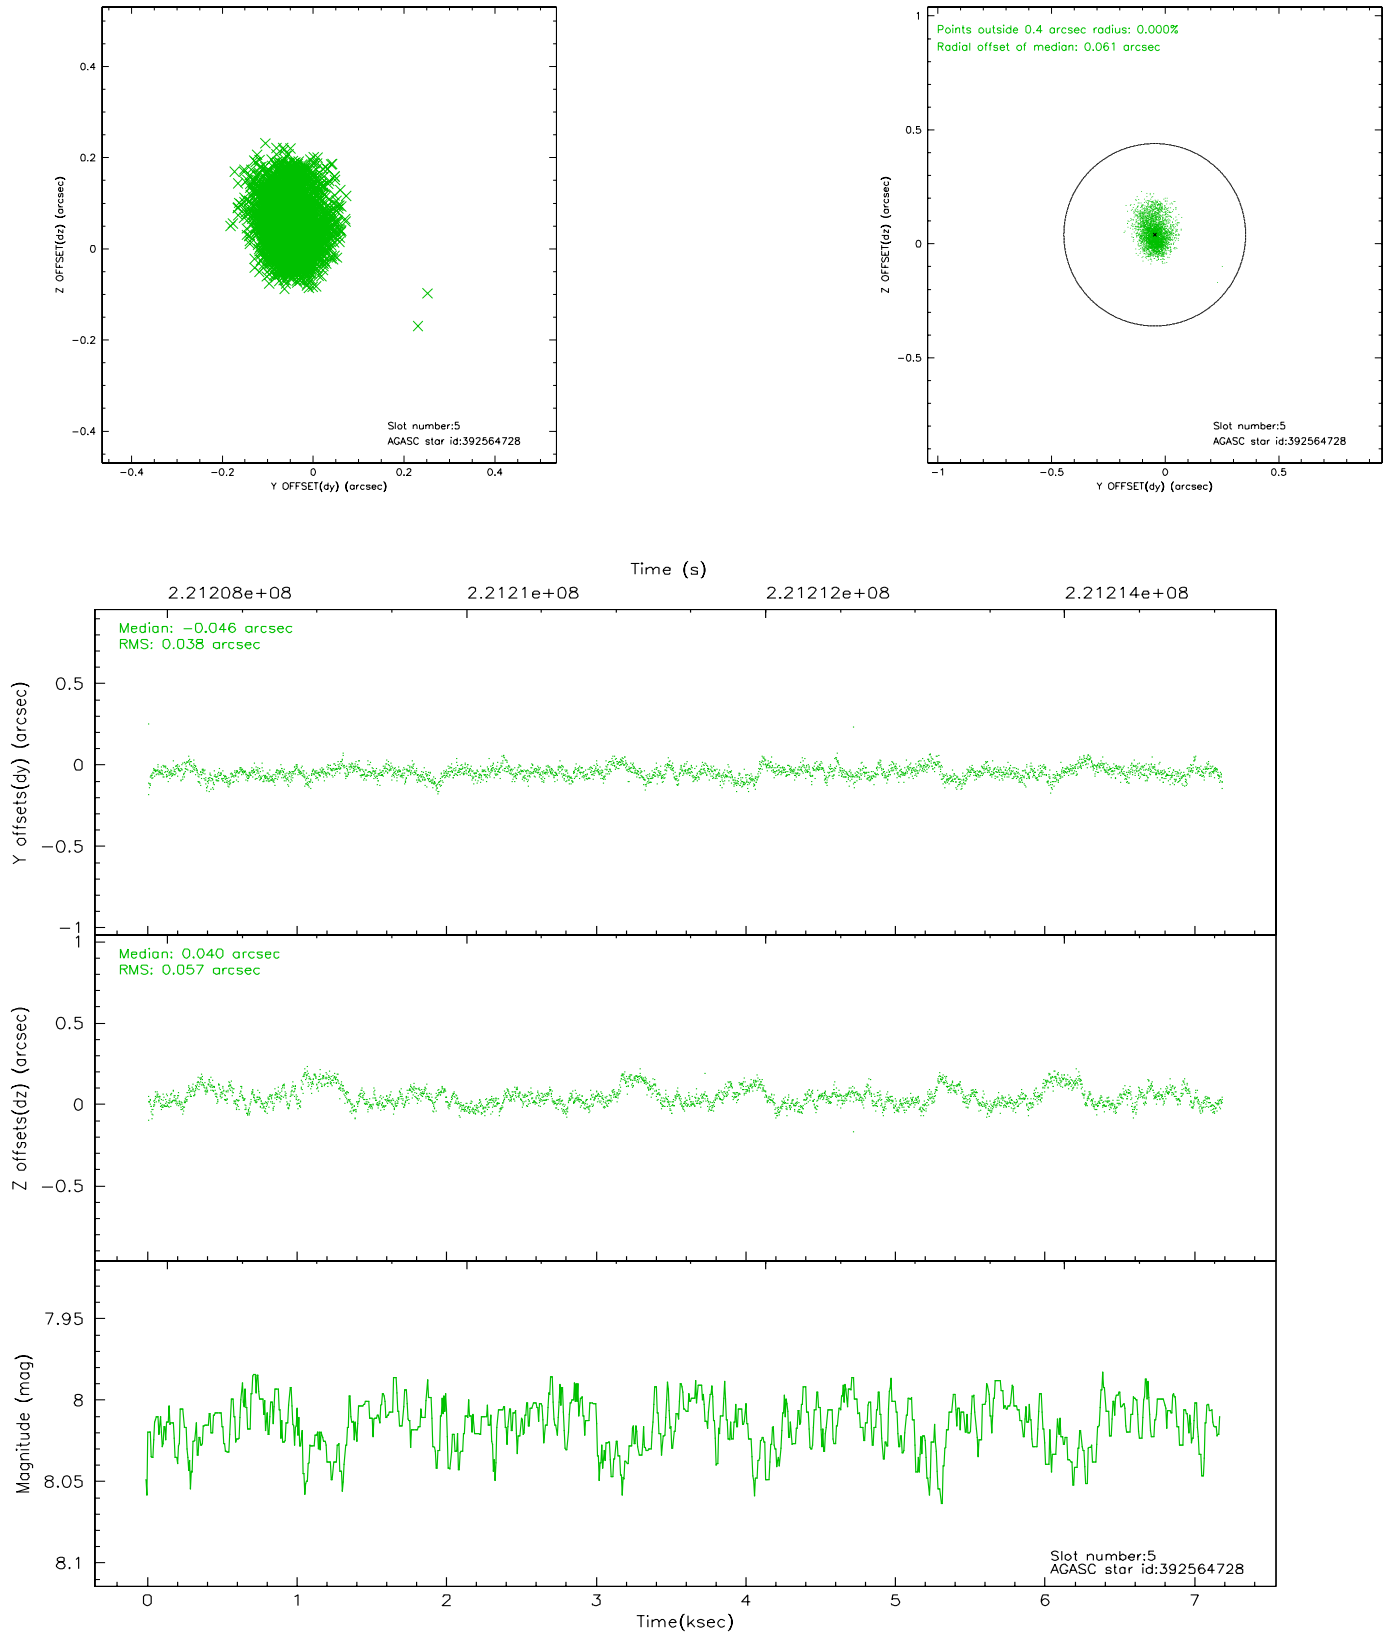 0.4
0.2
0
−0.2
−0.4
Z OFFSET(dz) (arcsec)
Slot number:5
AGASC star id:392564728
−0.4
−0.2
0
0.2
0.4
Y OFFSET(dy) (arcsec)
Points outside 0.4 arcsec radius: 0.000%
Radial offset of median: 0.061 arcsec
1
0.5
0
−0.5
Z OFFSET(dz) (arcsec)
Slot number:5
AGASC star id:392564728
−1
−0.5
0
0.5
Y OFFSET(dy) (arcsec)
Time (s)
2.21208e+08
2.2121e+08
2.21212e+08
2.21214e+08
Median: −0.046 arcsec
RMS: 0.038 arcsec
0.5
0
−0.5
−1
Y offsets(dy) (arcsec)
Median: 0.040 arcsec
RMS: 0.057 arcsec
1
0.5
0
−0.5
Z offsets(dz) (arcsec)
7.95
8
8.05
8.1
Magnitude (mag)
Slot number:5
AGASC star id:392564728
0
1
2
3
4
5
6
7
Time(ksec)